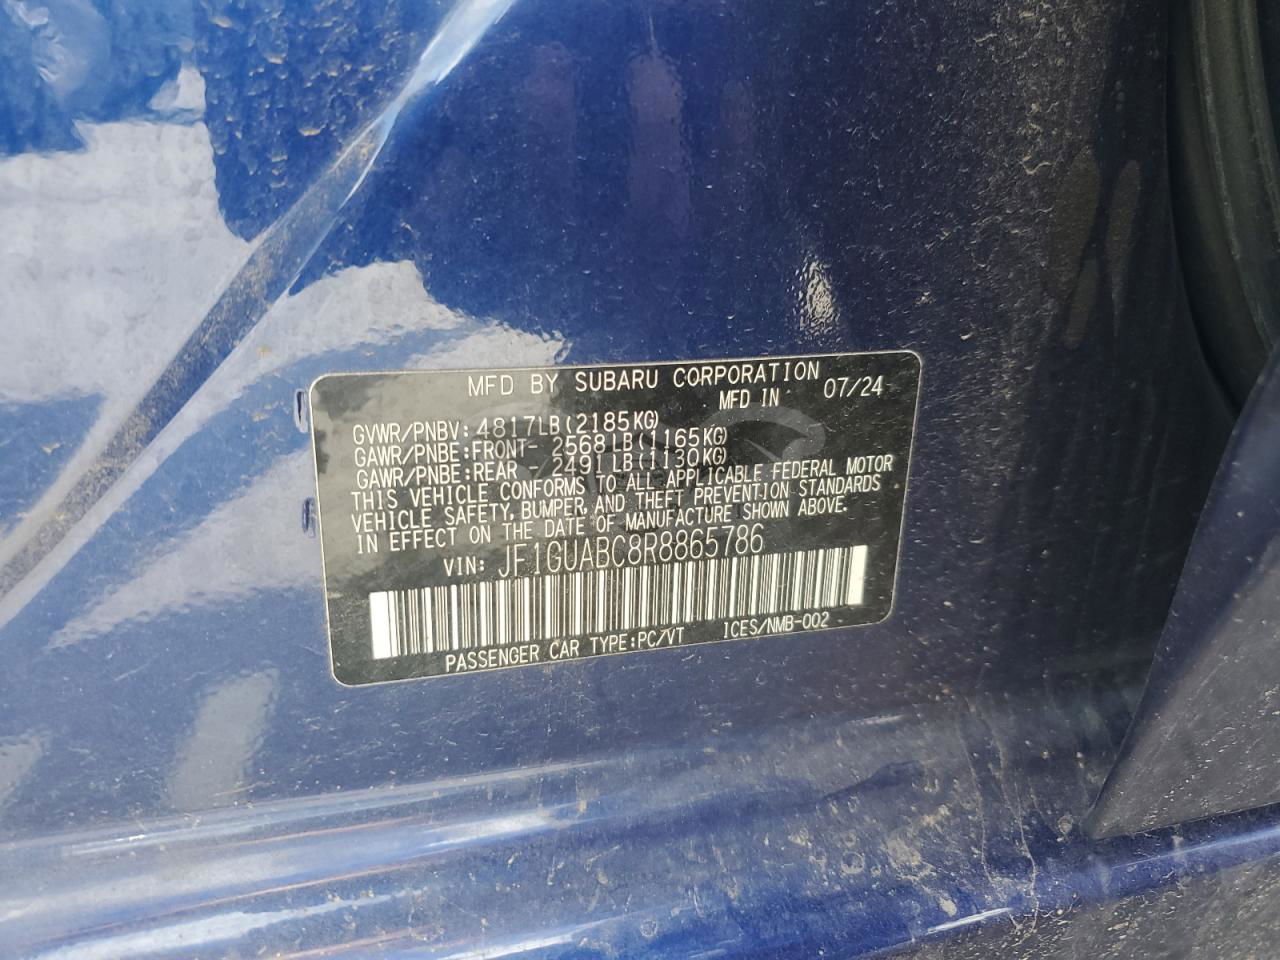 MFD BY SUBARU CORPORATION
MFD IN 07/24
GVWR/PNBV: 4817LB(2185KG)
GAWR/PNBE:FRONT- 2568LB(1165KG)
GAWR/PNBE:REAR -2491LB(1130KG)
THIS VEHICLE CONFORMS TO ALL APPLICABLE FEDERAL MOTOR
VEHICLE SAFETY, BUMPER, AND THEFT PREVENTION STANDARDS
IN EFFECT ON THE DATE OF MANUFACTURE SHOWN ABOVE.
VIN: JF1GUABC8R8865786
PASSENGER CAR TYPE:PC/VT ICES/NMB-002